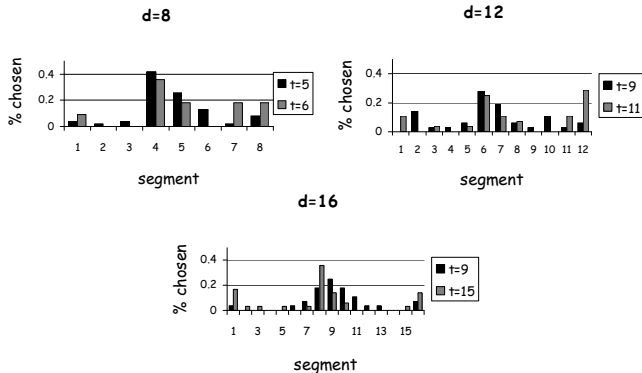 d=8
% chosen
0.4
0.2
0
1 2 3 4 5 6 7 8
segment
t=5
t=6
d=12
% chosen
0.4
0.2
0
1 2 3 4 5 6 7 8 9 10 11 12
segment
t=9
t=11
d=16
% chosen
0.4
0.2
0
1 3 5 7 9 11 13 15
segment
t=9
t=15